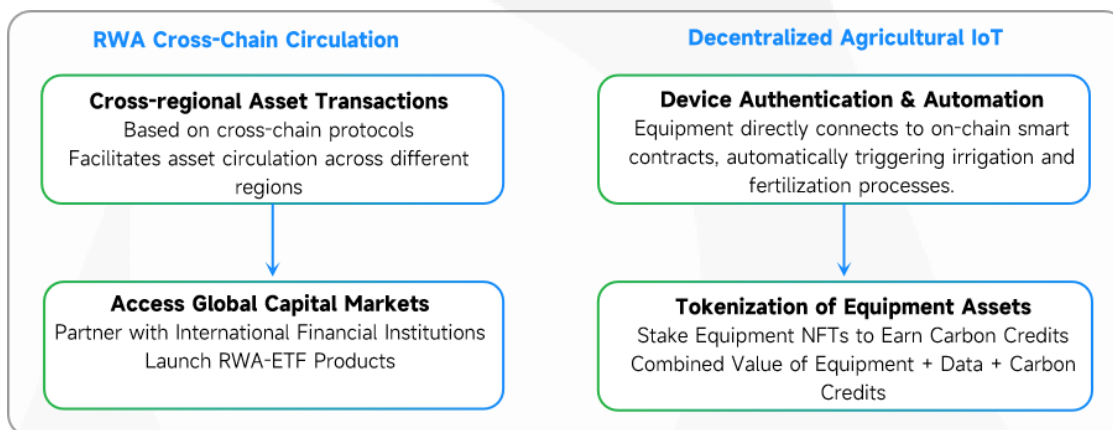 RWA Cross-Chain Circulation
Cross-regional Asset Transactions
Based on cross-chain protocols
Facilitates asset circulation across different
regions
Access Global Capital Markets
Partner with International Financial Institutions
Launch RWA-ETF Products
Decentralized Agricultural IoT
Device Authentication & Automation
Equipment directly connects to on-chain smart
contracts, automatically triggering irrigation and
fertilization processes.
Tokenization of Equipment Assets
Stake Equipment NFTs to Earn Carbon Credits
Combined Value of Equipment + Data + Carbon
Credits